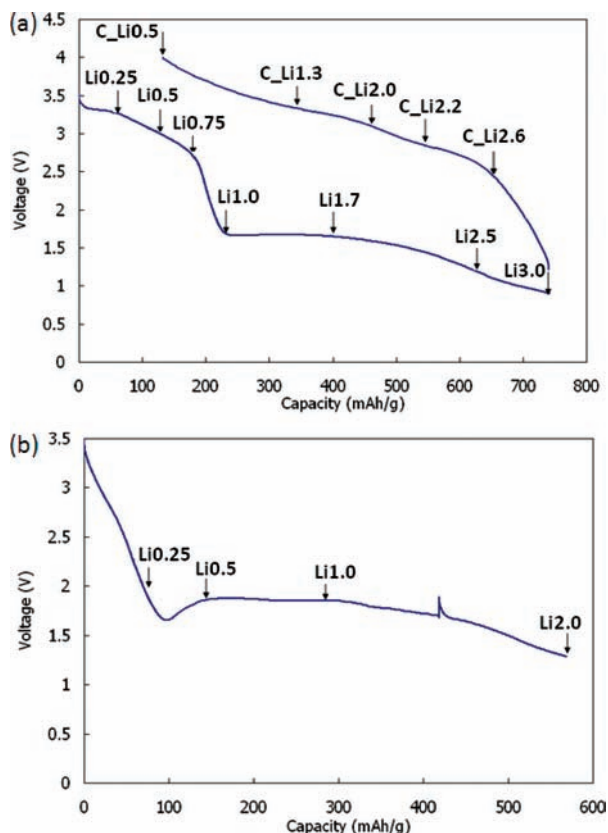 (a)
4.5
4
3.5
3
2.5
2
1.5
1
0.5
0
Voltage (V)
C_Li0.5
Li0.25
Li0.5
Li0.75
C_Li1.3
C_Li2.0
C_Li2.2
C_Li2.6
Li1.0
Li1.7
Li2.5
Li3.0
0 100 200 300 400 500 600 700 800
Capacity (mAh/g)
(b)
3.5
3
2.5
2
1.5
1
0.5
0
Voltage (V)
Li0.25
Li0.5
Li1.0
Li2.0
0 100 200 300 400 500 600
Capacity (mAh/g)